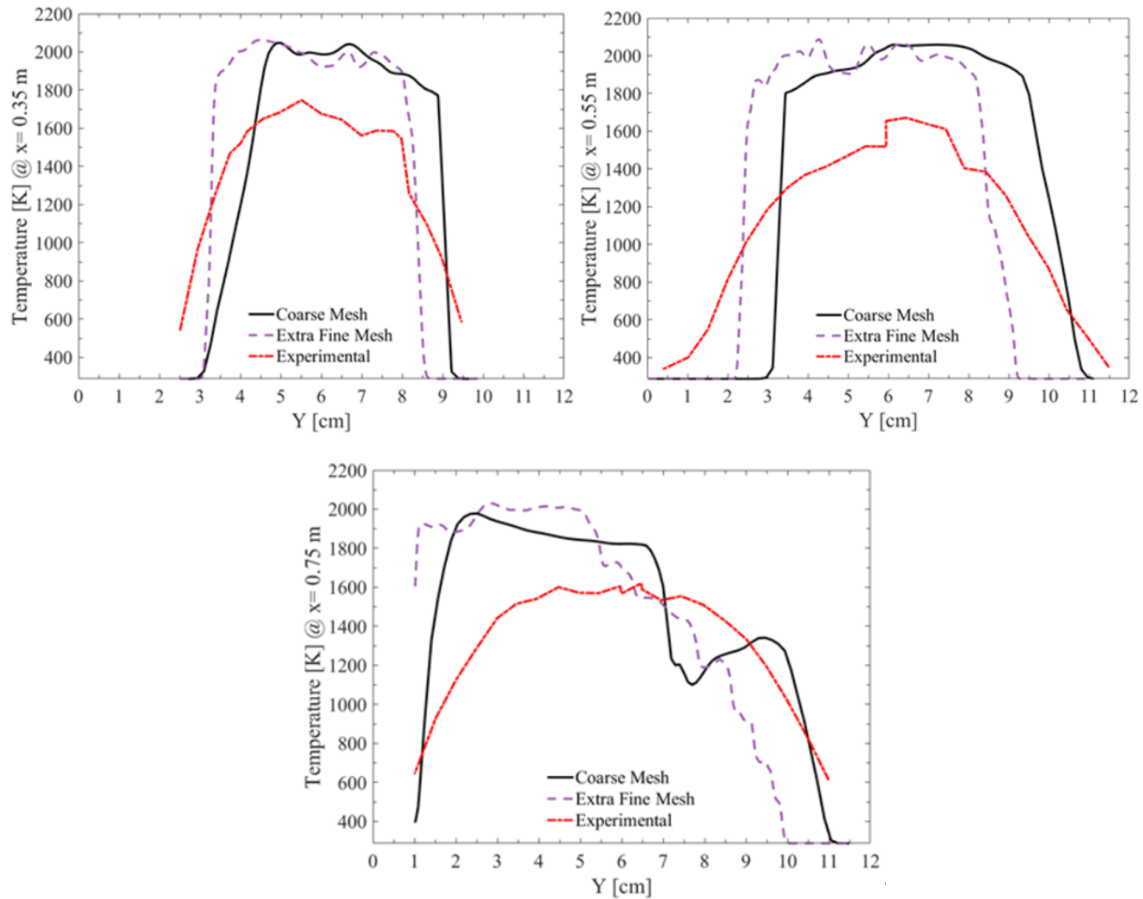 2200
2000
1800
1600
1400
1200
1000
800
600
400
Temperature [K] @ x= 0.35 m
Coarse Mesh
Extra Fine Mesh
Experimental
0 1 2 3 4 5 6 7 8 9 10 11 12
Y [cm]
2200
2000
1800
1600
1400
1200
1000
800
600
400
Temperature [K] @ x= 0.55 m
Coarse Mesh
Extra Fine Mesh
Experimental
0 1 2 3 4 5 6 7 8 9 10 11 12
Y [cm]
2200
2000
1800
1600
1400
1200
1000
800
600
400
Temperature [K] @ x= 0.75 m
Coarse Mesh
Extra Fine Mesh
Experimental
0 1 2 3 4 5 6 7 8 9 10 11 12
Y [cm]